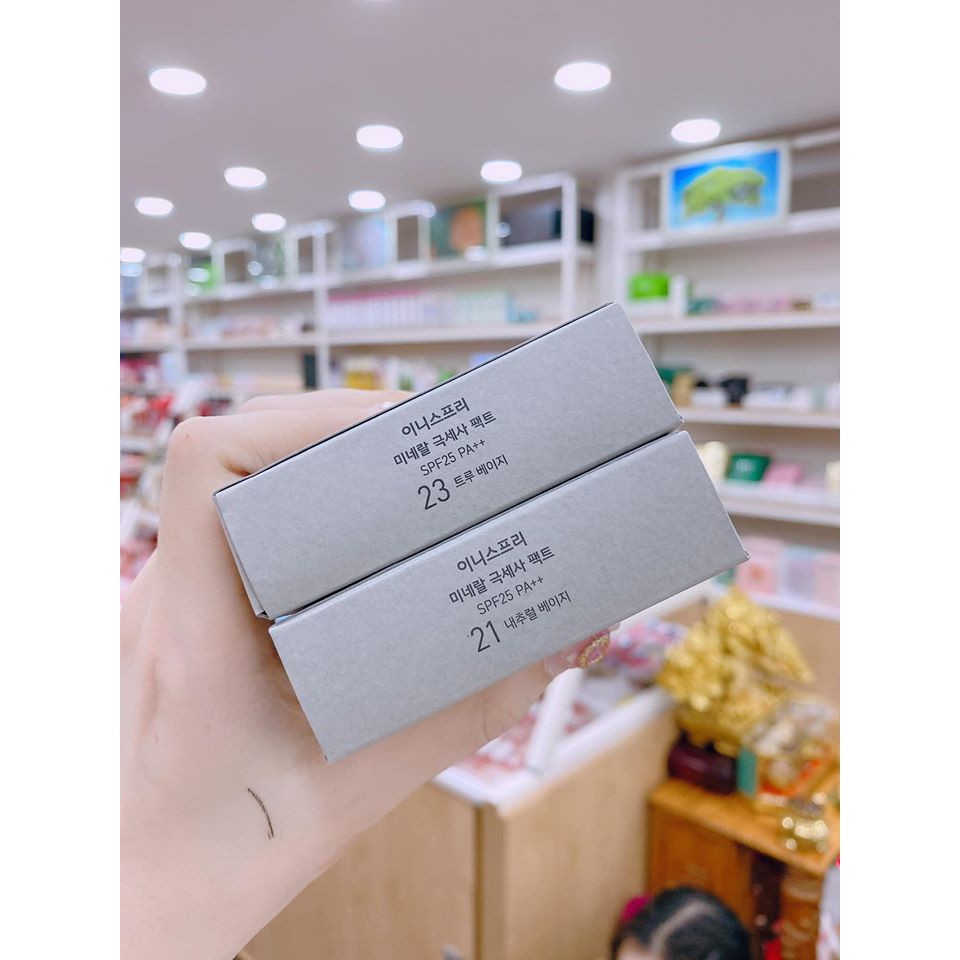 이니스프리
미네랄 극세사 팩트
SPF25 PA++
23 트루 베이지
이니스프리
미네랄 극세사 팩트
SPF25 PA++
21 내추럴 베이지